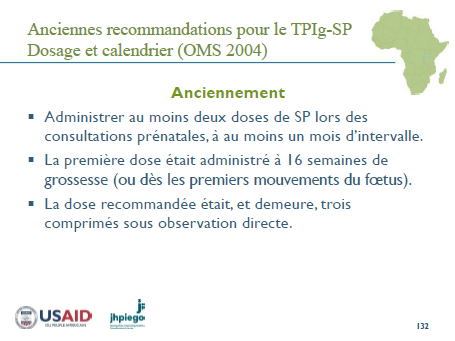 Anciennes recommandations pour le TPIg-SP
Dosage et calendrier (OMS 2004)
Anciennement
▪ Administrer au moins deux doses de SP lors des
consultations prénatales, à au moins un mois d'intervalle.
▪ La première dose était administré à 16 semaines de
grossesse (ou dès les premiers mouvements du fœtus).
▪ La dose recommandée était, et demeure, trois
comprimés sous observation directe.
USAID
jhpiego
132